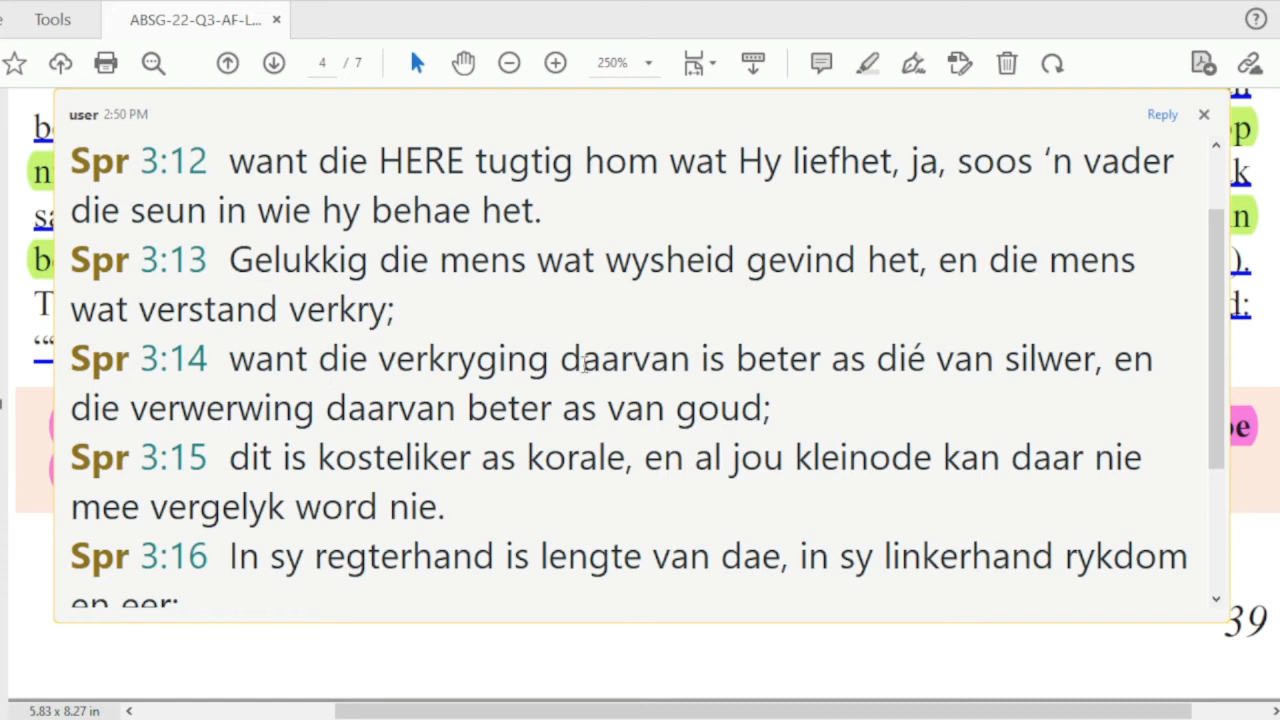 Tools
ABSG-22-Q3-AF-L... ×
4 / 7
250%
user 2:50 PM
Reply
Spr 3:12 want die HERE tugtig hom wat Hy liefhet, ja, soos ‘n vader
die seun in wie hy behae het.
Spr 3:13 Gelukkig die mens wat wysheid gevind het, en die mens
wat verstand verkry;
Spr 3:14 want die verkryging daarvan is beter as dié van silwer, en
die verwerwing daarvan beter as van goud;
Spr 3:15 dit is kosteliker as korale, en al jou kleinode kan daar nie
mee vergelyk word nie.
Spr 3:16 In sy regterhand is lengte van dae, in sy linkerhand rykdom
en eer;
39
5.83 x 8.27 in